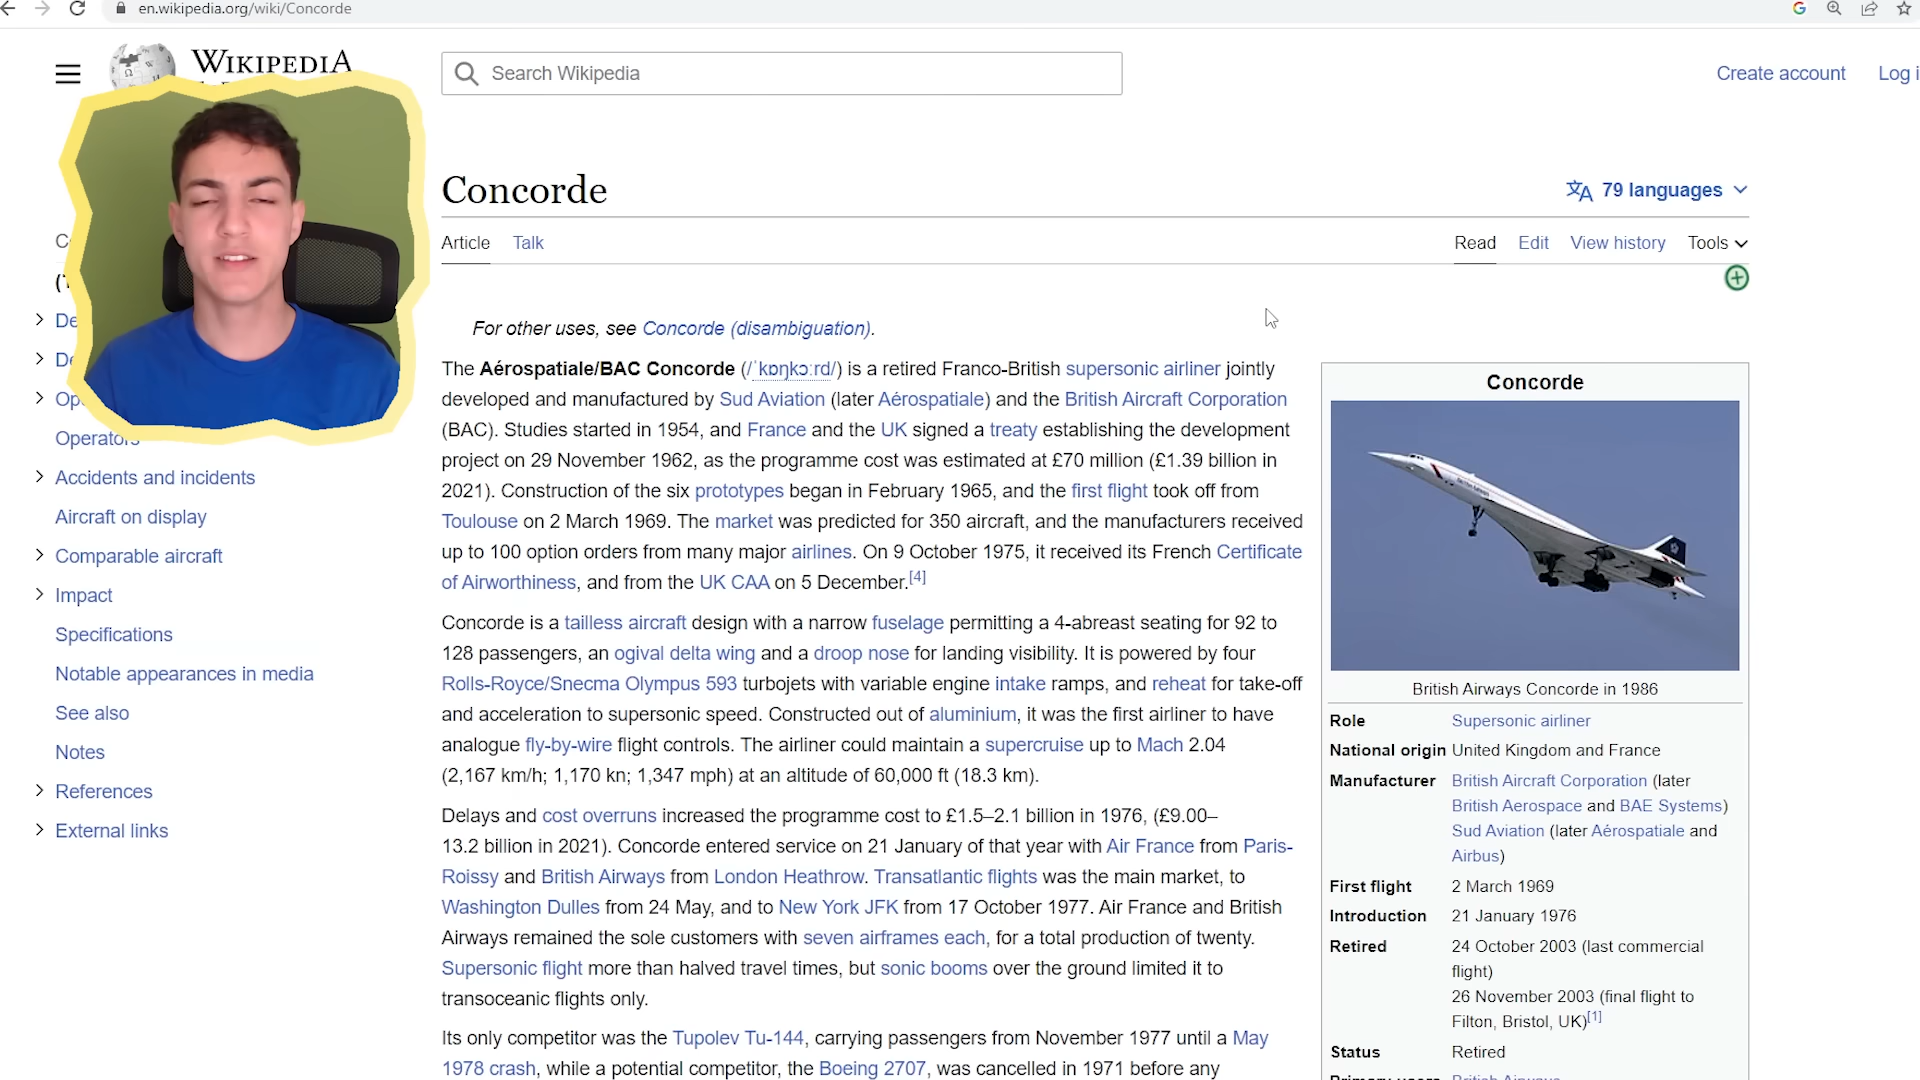 en.wikipedia.org/wiki/Concorde
WIKIPEDIA
Search Wikipedia
Create account
Log
Concorde
79 languages
Article Talk
Read Edit View history Tools
For other uses, see Concorde (disambiguation).
The Aérospatiale/BAC Concorde (/ˈkɒŋkɔːrd/) is a retired Franco-British supersonic airliner jointly
developed and manufactured by Sud Aviation (later Aérospatiale) and the British Aircraft Corporation
(BAC). Studies started in 1954, and France and the UK signed a treaty establishing the development
project on 29 November 1962, as the programme cost was estimated at £70 million (£1.39 billion in
2021). Construction of the six prototypes began in February 1965, and the first flight took off from
Toulouse on 2 March 1969. The market was predicted for 350 aircraft, and the manufacturers received
up to 100 option orders from many major airlines. On 9 October 1975, it received its French Certificate
of Airworthiness, and from the UK CAA on 5 December.[4]
Concorde is a tailless aircraft design with a narrow fuselage permitting a 4-abreast seating for 92 to
128 passengers, an ogival delta wing and a droop nose for landing visibility. It is powered by four
Rolls-Royce/Snecma Olympus 593 turbojets with variable engine intake ramps, and reheat for take-off
and acceleration to supersonic speed. Constructed out of aluminium, it was the first airliner to have
analogue fly-by-wire flight controls. The airliner could maintain a supercruise up to Mach 2.04
(2,167 km/h; 1,170 kn; 1,347 mph) at an altitude of 60,000 ft (18.3 km).
Delays and cost overruns increased the programme cost to £1.5–2.1 billion in 1976, (£9.00–
13.2 billion in 2021). Concorde entered service on 21 January of that year with Air France from Paris-
Roissy and British Airways from London Heathrow. Transatlantic flights was the main market, to
Washington Dulles from 24 May, and to New York JFK from 17 October 1977. Air France and British
Airways remained the sole customers with seven airframes each, for a total production of twenty.
Supersonic flight more than halved travel times, but sonic booms over the ground limited it to
transoceanic flights only.
Its only competitor was the Tupolev Tu-144, carrying passengers from November 1977 until a May
1978 crash, while a potential competitor, the Boeing 2707, was cancelled in 1971 before any
Operators
Accidents and incidents
Aircraft on display
Comparable aircraft
Impact
Specifications
Notable appearances in media
See also
Notes
References
External links
Concorde
British Airways Concorde in 1986
Role Supersonic airliner
National origin United Kingdom and France
Manufacturer British Aircraft Corporation (later
British Aerospace and BAE Systems)
Sud Aviation (later Aérospatiale and
Airbus)
First flight 2 March 1969
Introduction 21 January 1976
Retired 24 October 2003 (last commercial
flight)
26 November 2003 (final flight to
Filton, Bristol, UK)[1]
Status Retired